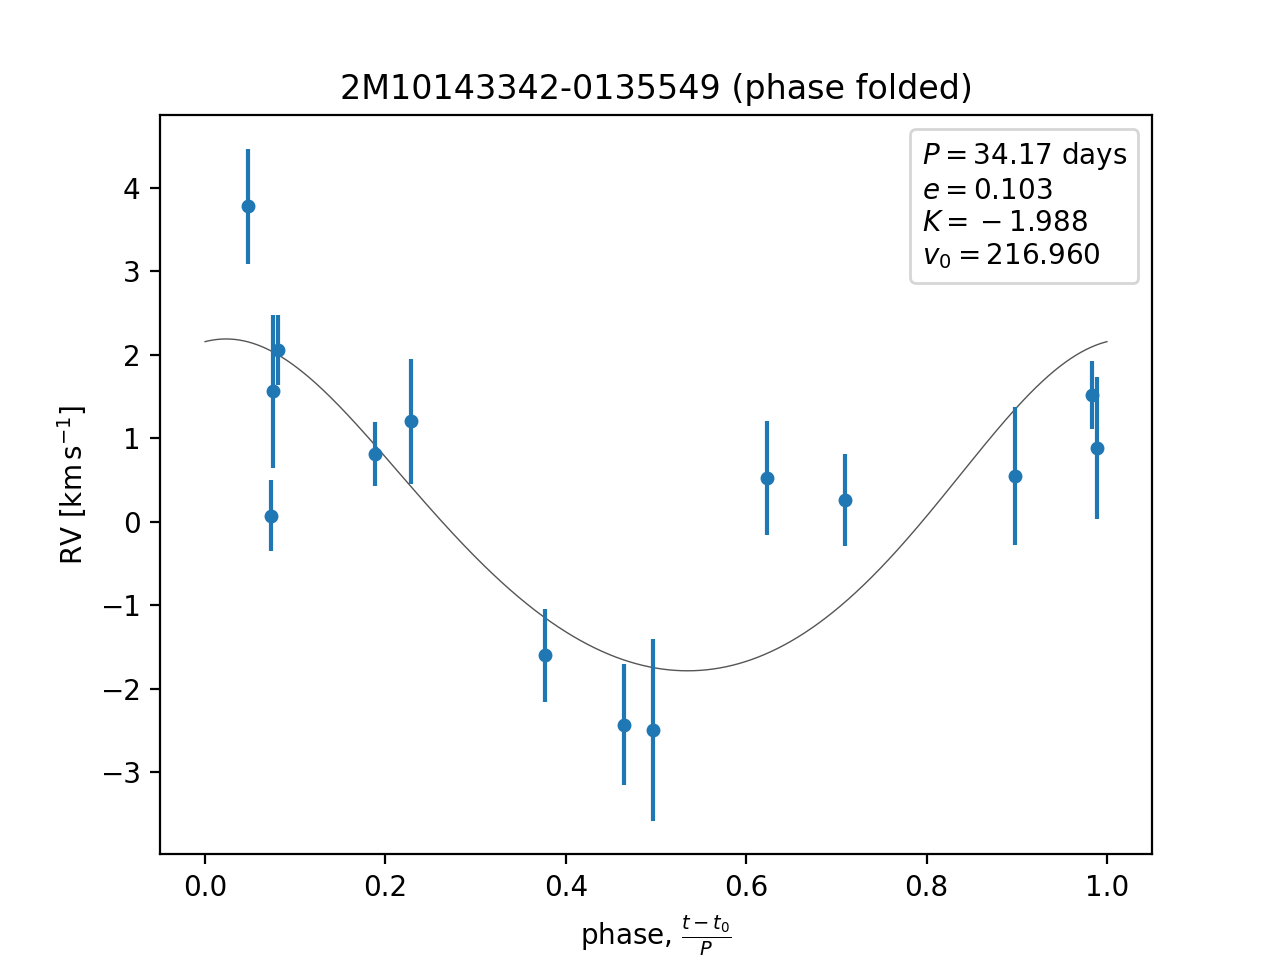 2M10143342-0135549 (phase folded)
P = 34.17 days
e = 0.103
K = −1.988
v₀ = 216.960
4
3
2
1
0
−1
−2
−3
RV [km s⁻¹]
0.0 0.2 0.4 0.6 0.8 1.0
phase, (t − t₀)/P